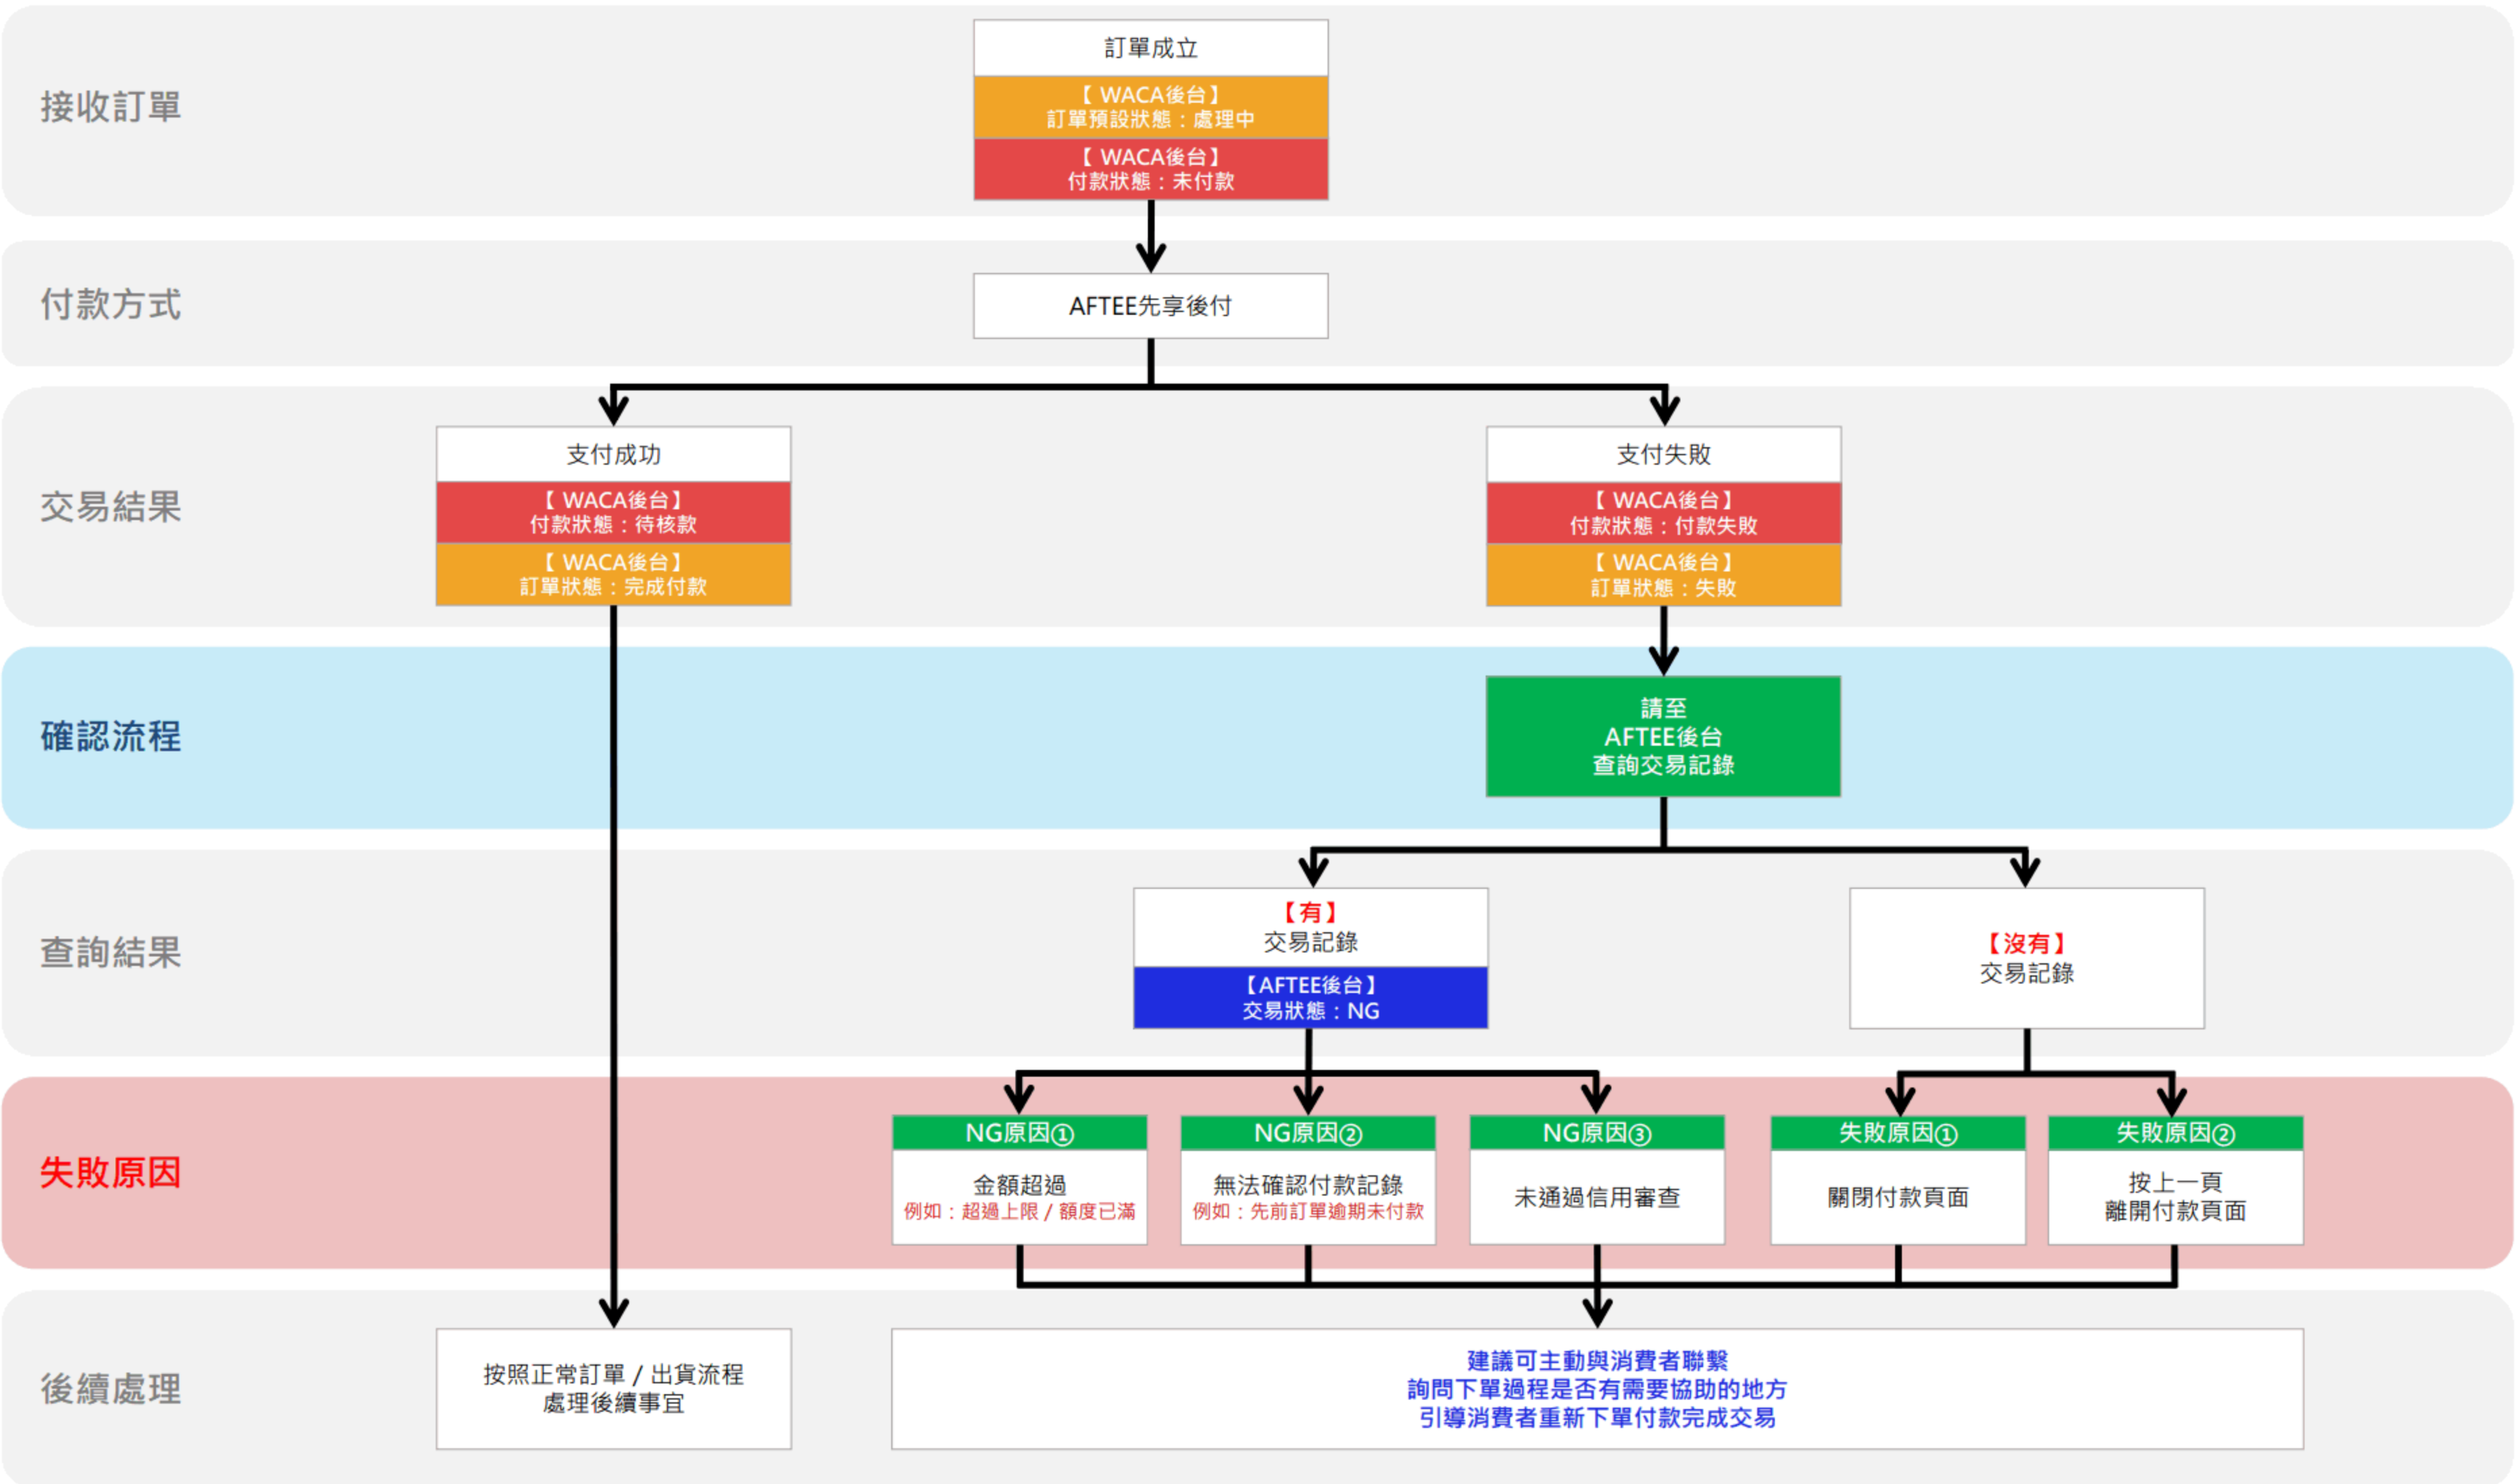 接收訂單
訂單成立
【 WACA後台】
訂單預設狀態：處理中
【 WACA後台】
付款狀態：未付款
付款方式
AFTEE先享後付
交易結果
支付成功
【 WACA後台】
付款狀態：待核款
【 WACA後台】
訂單狀態：完成付款
支付失敗
【 WACA後台】
付款狀態：付款失敗
【 WACA後台】
訂單狀態：失敗
確認流程
請至
AFTEE後台
查詢交易記錄
查詢結果
【有】
交易記錄
【AFTEE後台】
交易狀態：NG
【沒有】
交易記錄
失敗原因
NG原因①
金額超過
例如：超過上限 / 額度已滿
NG原因②
無法確認付款記錄
例如：先前訂單逾期未付款
NG原因③
未通過信用審查
失敗原因①
關閉付款頁面
失敗原因②
按上一頁
離開付款頁面
後續處理
按照正常訂單 / 出貨流程
處理後續事宜
建議可主動與消費者聯繫
詢問下單過程是否有需要協助的地方
引導消費者重新下單付款完成交易